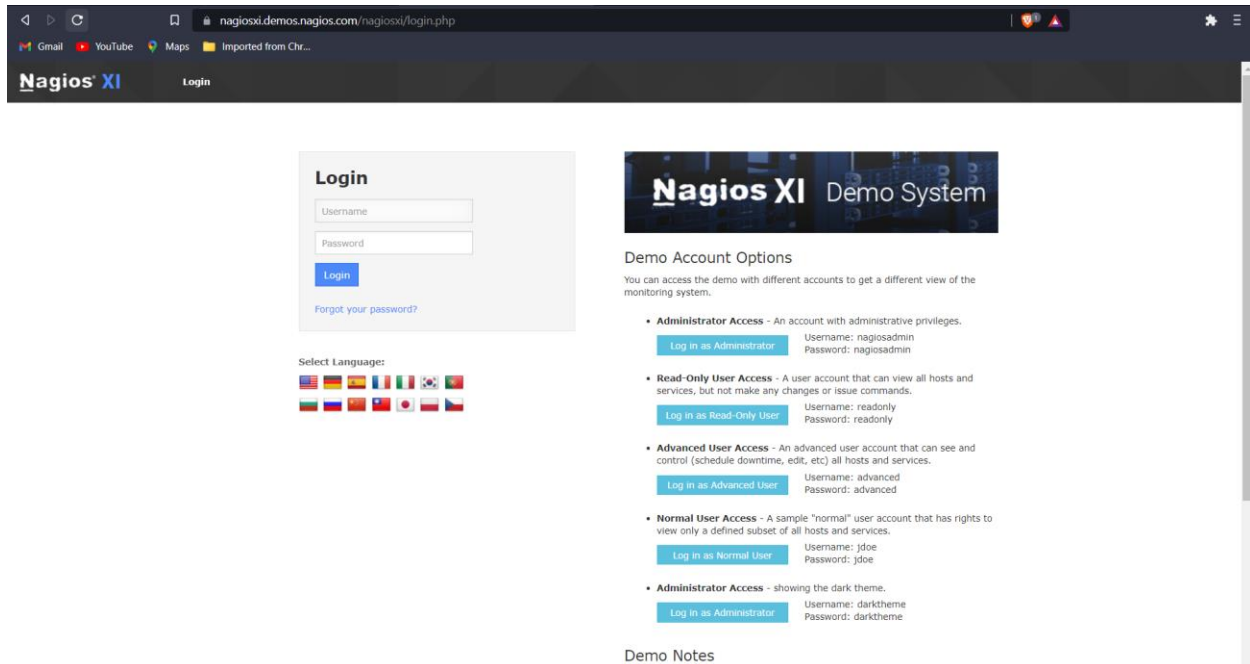 nagiosxi.demos.nagios.com/nagiosxi/login.php
Gmail YouTube Maps Imported from Chr...
Nagios® XI Login
Login
Username
Password
Login
Forgot your password?
Select Language:
Nagios XI Demo System
Demo Account Options
You can access the demo with different accounts to get a different view of the
monitoring system.
• Administrator Access - An account with administrative privileges.
Log in as Administrator
Username: nagiosadmin
Password: nagiosadmin
• Read-Only User Access - A user account that can view all hosts and
services, but not make any changes or issue commands.
Log in as Read-Only User
Username: readonly
Password: readonly
• Advanced User Access - An advanced user account that can see and
control (schedule downtime, edit, etc) all hosts and services.
Log in as Advanced User
Username: advanced
Password: advanced
• Normal User Access - A sample "normal" user account that has rights to
view only a defined subset of all hosts and services.
Log in as Normal User
Username: jdoe
Password: jdoe
• Administrator Access - showing the dark theme.
Log in as Administrator
Username: darktheme
Password: darktheme
Demo Notes